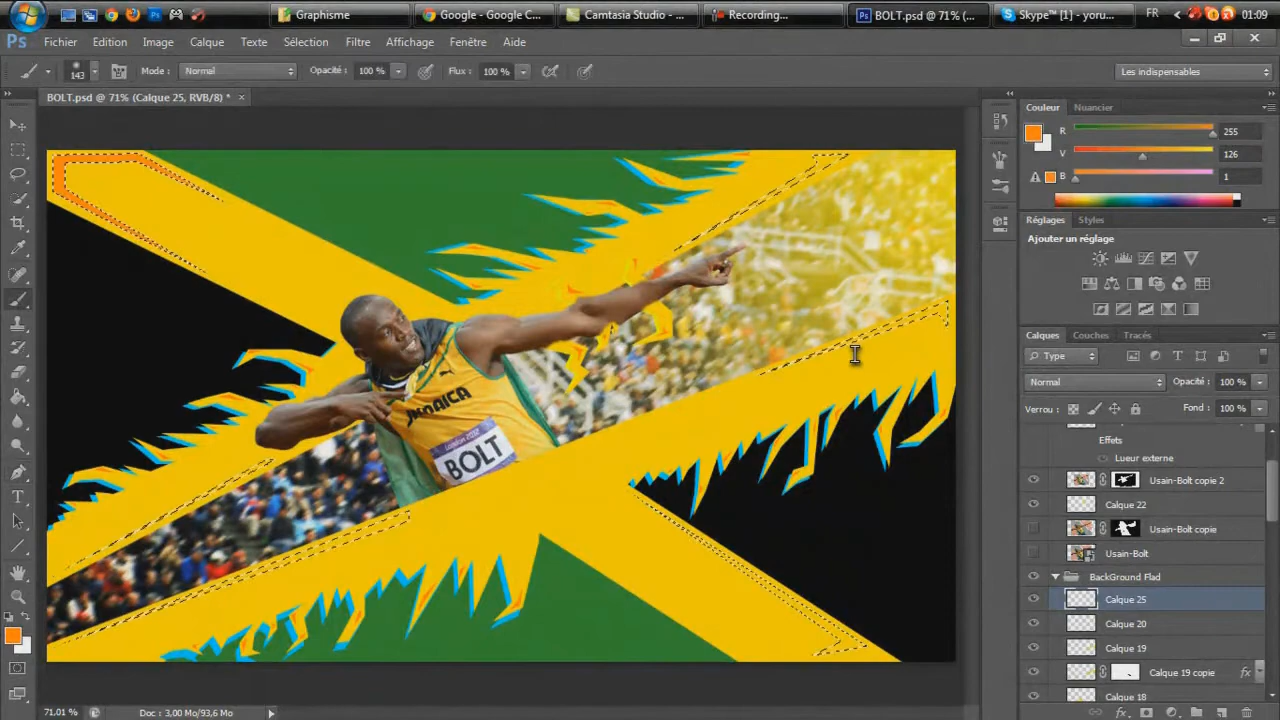 Graphisme
Google - Google C...
Camtasia Studio - ...
Recording...
BOLT.psd @ 71% (...
Skype™ [1] - yoru...
FR
01:09
Ps
Fichier
Edition
Image
Calque
Texte
Sélection
Filtre
Affichage
Fenêtre
Aide
143
Mode :
Normal
Opacité :
100 %
Flux :
100 %
Les indispensables
BOLT.psd @ 71% (Calque 25, RVB/8) *
Couleur
Nuancier
R
255
V
126
B
1
Réglages
Styles
Ajouter un réglage
JAMAICA
London 2012
BOLT
Calques
Couches
Tracés
Type
Normal
Opacité :
100 %
Verrou :
Fond :
100 %
Effets
Lueur externe
Usain-Bolt copie 2
Calque 22
Usain-Bolt copie
Usain-Bolt
BackGround Flad
Calque 25
Calque 20
Calque 19
Calque 19 copie
fx
Calque 18
71,01 %
Doc : 3,00 Mo/93,6 Mo